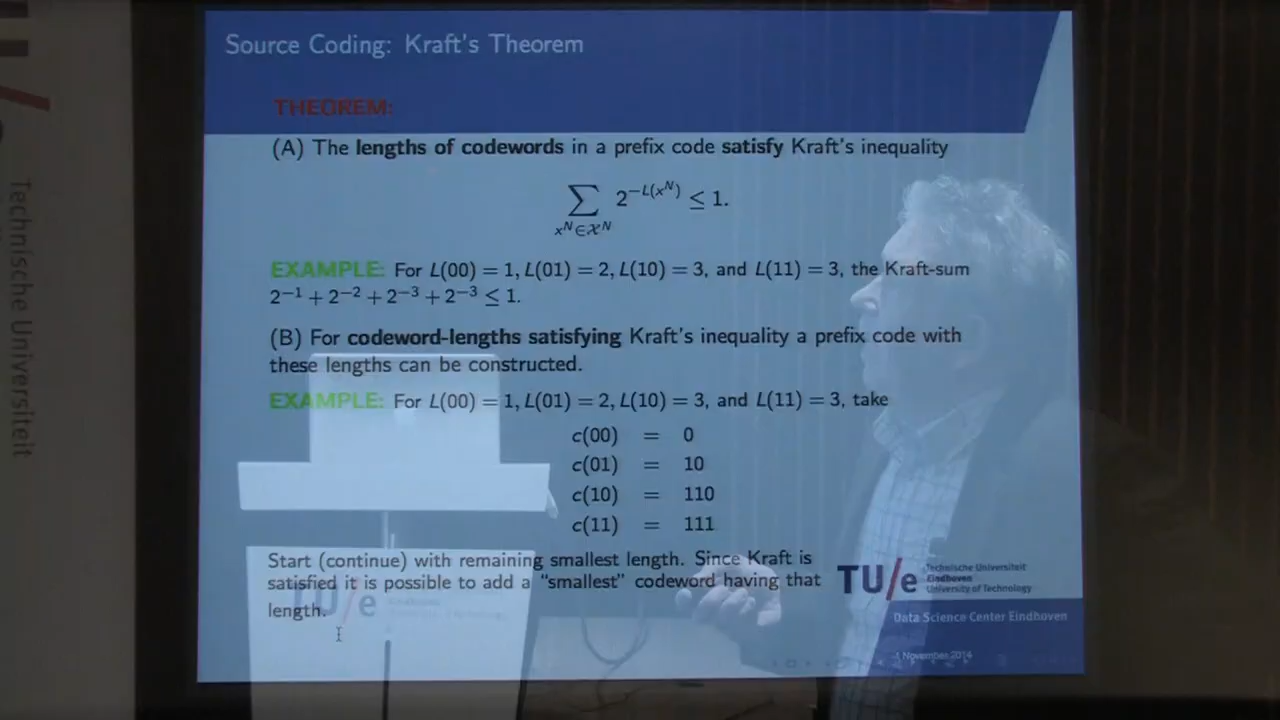 Source Coding: Kraft's Theorem
THEOREM:
(A) The lengths of codewords in a prefix code satisfy Kraft's inequality
∑ 2^{−L(x^N)} ≤ 1.
x^N∈𝒳^N
EXAMPLE: For L(00) = 1, L(01) = 2, L(10) = 3, and L(11) = 3, the Kraft-sum
2^{−1} + 2^{−2} + 2^{−3} + 2^{−3} ≤ 1.
(B) For codeword-lengths satisfying Kraft's inequality a prefix code with
these lengths can be constructed.
EXAMPLE: For L(00) = 1, L(01) = 2, L(10) = 3, and L(11) = 3, take
c(00) = 0
c(01) = 10
c(10) = 110
c(11) = 111
Start (continue) with remaining smallest length. Since Kraft is
satisfied it is possible to add a "smallest" codeword having that
length.
TU/e
Technische Universiteit
Eindhoven
University of Technology
Data Science Center Eindhoven
4 November 2014
TU/e
Technische Universiteit